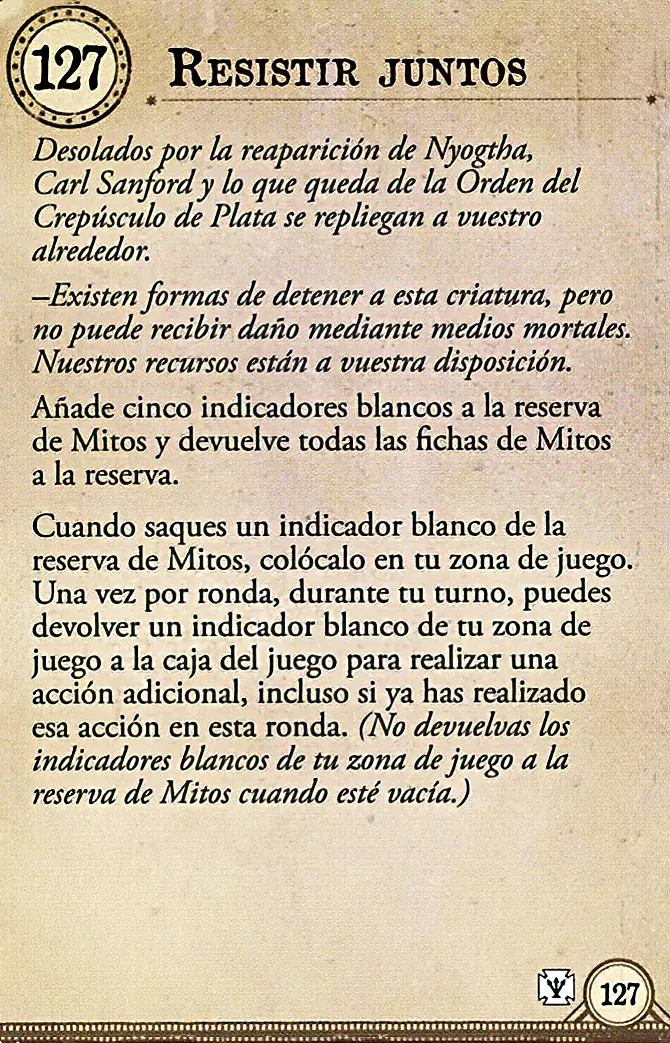 127
RESISTIR JUNTOS
Desolados por la reaparición de Nyogtha,
Carl Sanford y lo que queda de la Orden del
Crepúsculo de Plata se repliegan a vuestro
alrededor.
–Existen formas de detener a esta criatura, pero
no puede recibir daño mediante medios mortales.
Nuestros recursos están a vuestra disposición.
Añade cinco indicadores blancos a la reserva
de Mitos y devuelve todas las fichas de Mitos
a la reserva.
Cuando saques un indicador blanco de la
reserva de Mitos, colócalo en tu zona de juego.
Una vez por ronda, durante tu turno, puedes
devolver un indicador blanco de tu zona de
juego a la caja del juego para realizar una
acción adicional, incluso si ya has realizado
esa acción en esta ronda. (No devuelvas los
indicadores blancos de tu zona de juego a la
reserva de Mitos cuando esté vacía.)
127